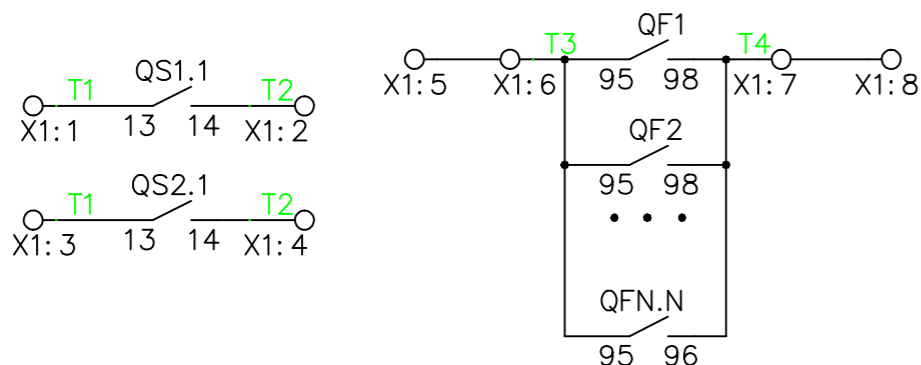 QS1.1
T1 T2
13 14
X1:1 X1:2
QS2.1
T1 T2
13 14
X1:3 X1:4
QF1
T3 T4
95 98
X1:5 X1:6 X1:7 X1:8
QF2
95 98
QFN.N
95 96